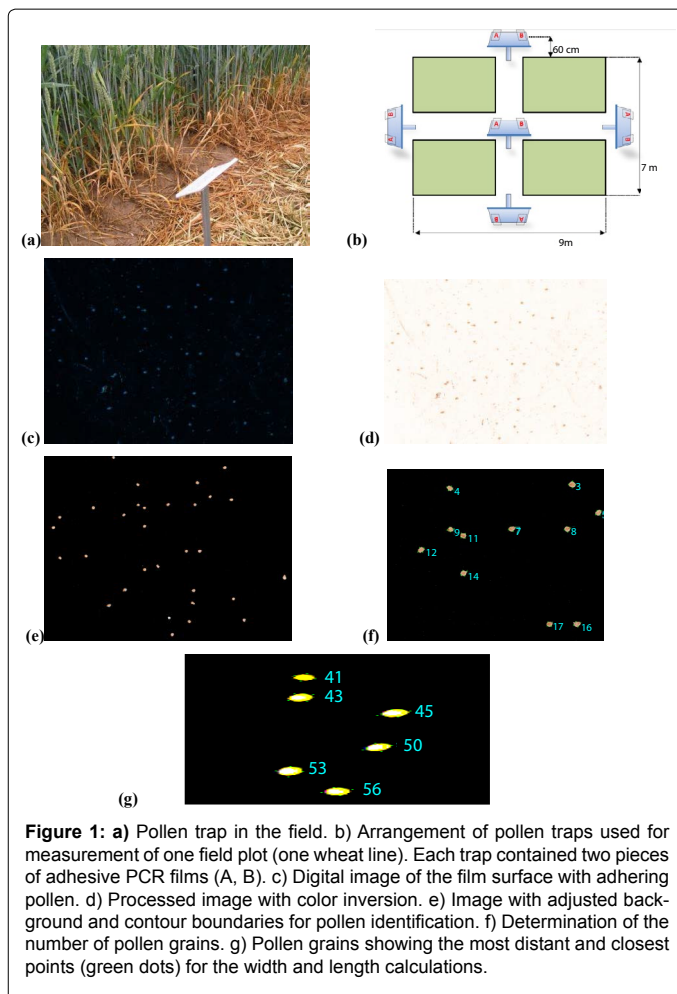 A B
60 cm
A B
B
B
A
A
7 m
B A
(a)
(b)
9m
(c)
(d)
4
3
5
9
7
8
11
12
14
17
16
(e)
(f)
41
43
45
50
53
56
(g)
Figure 1: a) Pollen trap in the field. b) Arrangement of pollen traps used for
measurement of one field plot (one wheat line). Each trap contained two pieces
of adhesive PCR films (A, B). c) Digital image of the film surface with adhering
pollen. d) Processed image with color inversion. e) Image with adjusted back-
ground and contour boundaries for pollen identification. f) Determination of the
number of pollen grains. g) Pollen grains showing the most distant and closest
points (green dots) for the width and length calculations.